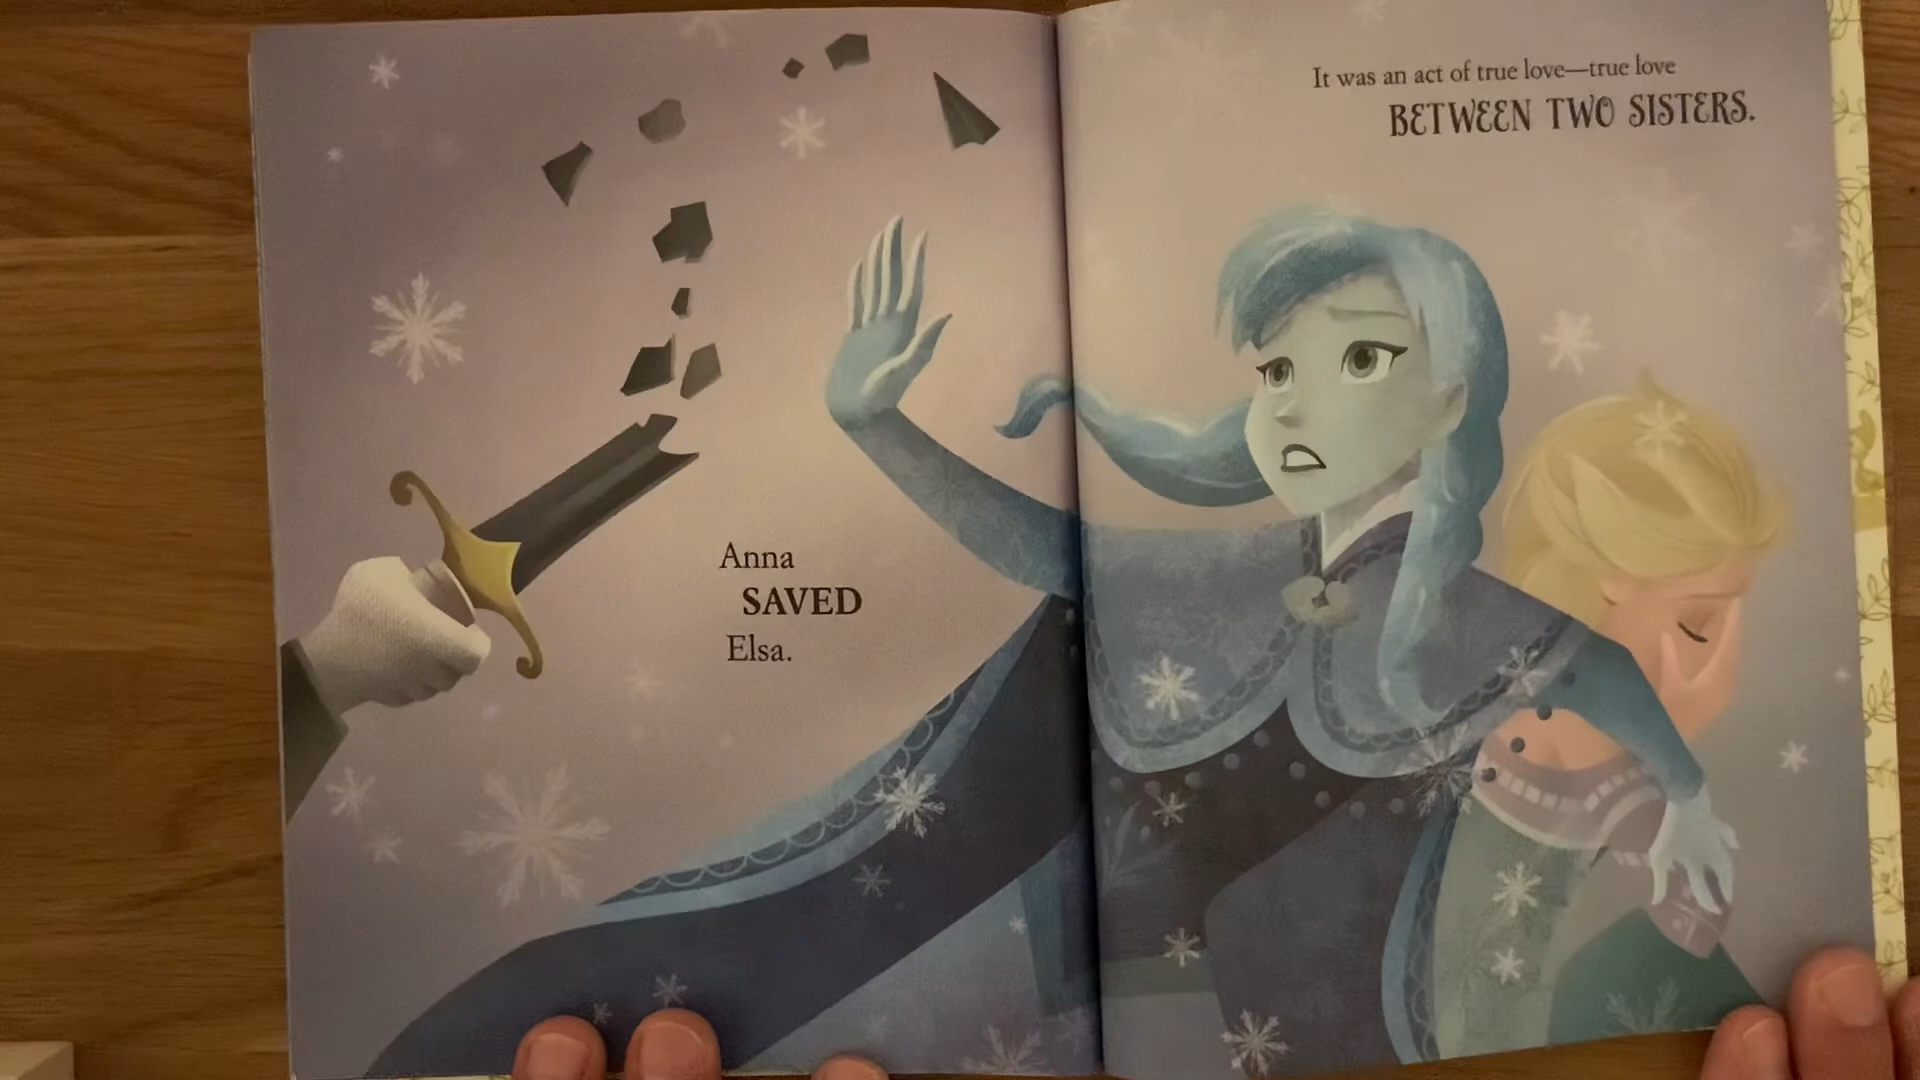 Anna
SAVED
Elsa.
It was an act of true love—true love
BETWEEN TWO SISTERS.